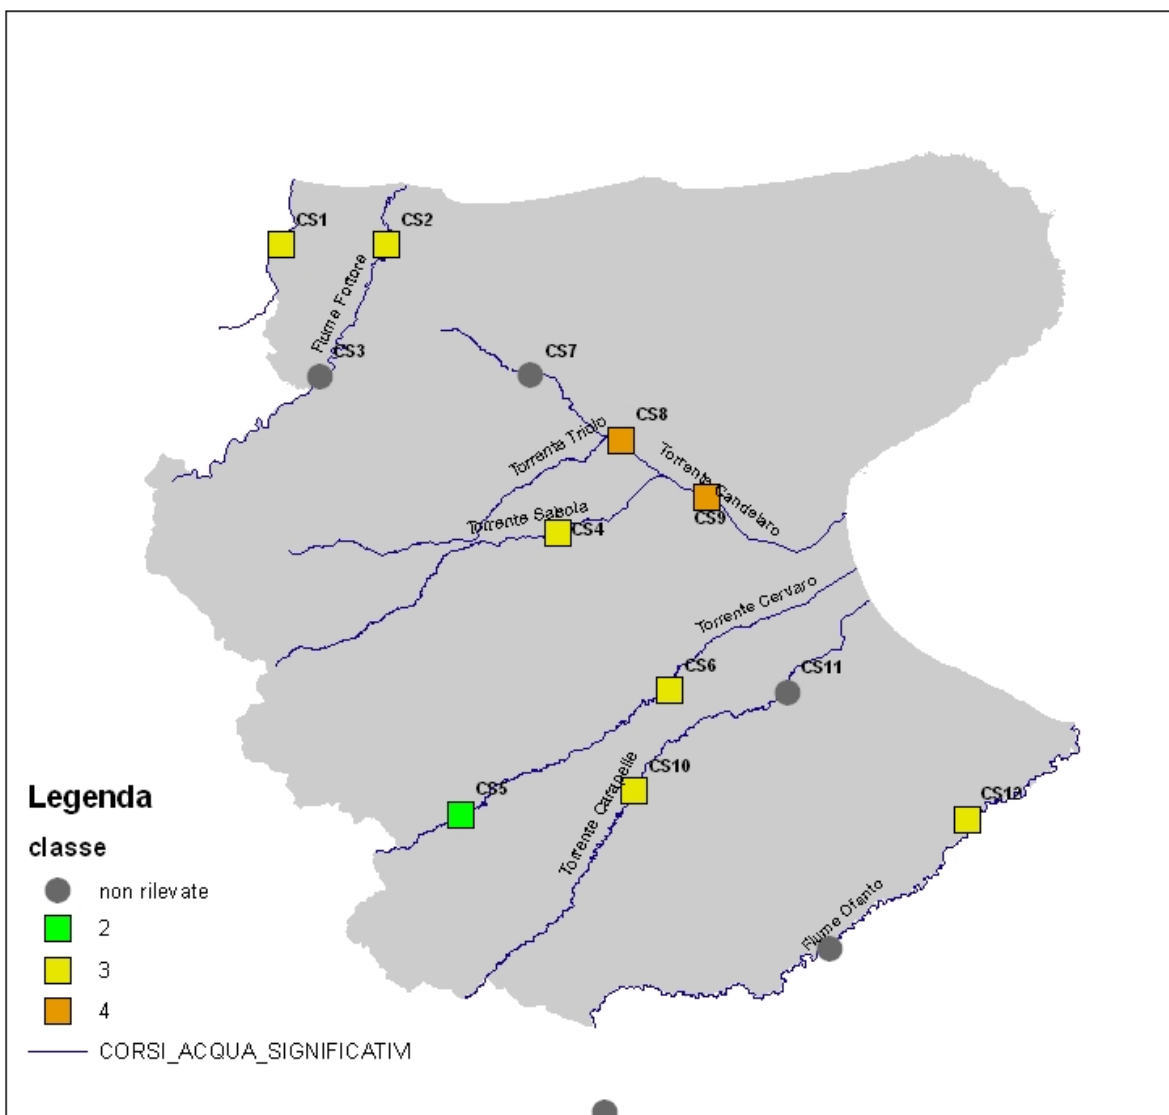 CS1
CS2
Fiume Fortore
CS3
CS7
CS8
Torrente Triolo
Torrente Candelaro
Torrente Salsola
CS4
CS9
Torrente Cervaro
CS6
CS11
CS10
Torrente Carapelle
CS5
CS12
Fiume Ofanto
Legenda
classe
non rilevate
2
3
4
CORSI_ACQUA_SIGNIFICATIVI